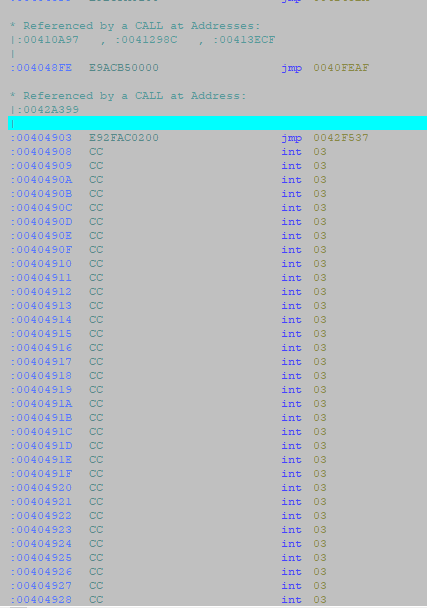 * Referenced by a CALL at Addresses:
|:00410A97   , :0041298C   , :00413ECF
|
:004048FE  E9ACB50000              jmp 0040FEAF
* Referenced by a CALL at Address:
|:0042A399
|
:00404903  E92FAC0200              jmp 0042F537
:00404908  CC                      int 03
:00404909  CC                      int 03
:0040490A  CC                      int 03
:0040490B  CC                      int 03
:0040490C  CC                      int 03
:0040490D  CC                      int 03
:0040490E  CC                      int 03
:0040490F  CC                      int 03
:00404910  CC                      int 03
:00404911  CC                      int 03
:00404912  CC                      int 03
:00404913  CC                      int 03
:00404914  CC                      int 03
:00404915  CC                      int 03
:00404916  CC                      int 03
:00404917  CC                      int 03
:00404918  CC                      int 03
:00404919  CC                      int 03
:0040491A  CC                      int 03
:0040491B  CC                      int 03
:0040491C  CC                      int 03
:0040491D  CC                      int 03
:0040491E  CC                      int 03
:0040491F  CC                      int 03
:00404920  CC                      int 03
:00404921  CC                      int 03
:00404922  CC                      int 03
:00404923  CC                      int 03
:00404924  CC                      int 03
:00404925  CC                      int 03
:00404926  CC                      int 03
:00404927  CC                      int 03
:00404928  CC                      int 03